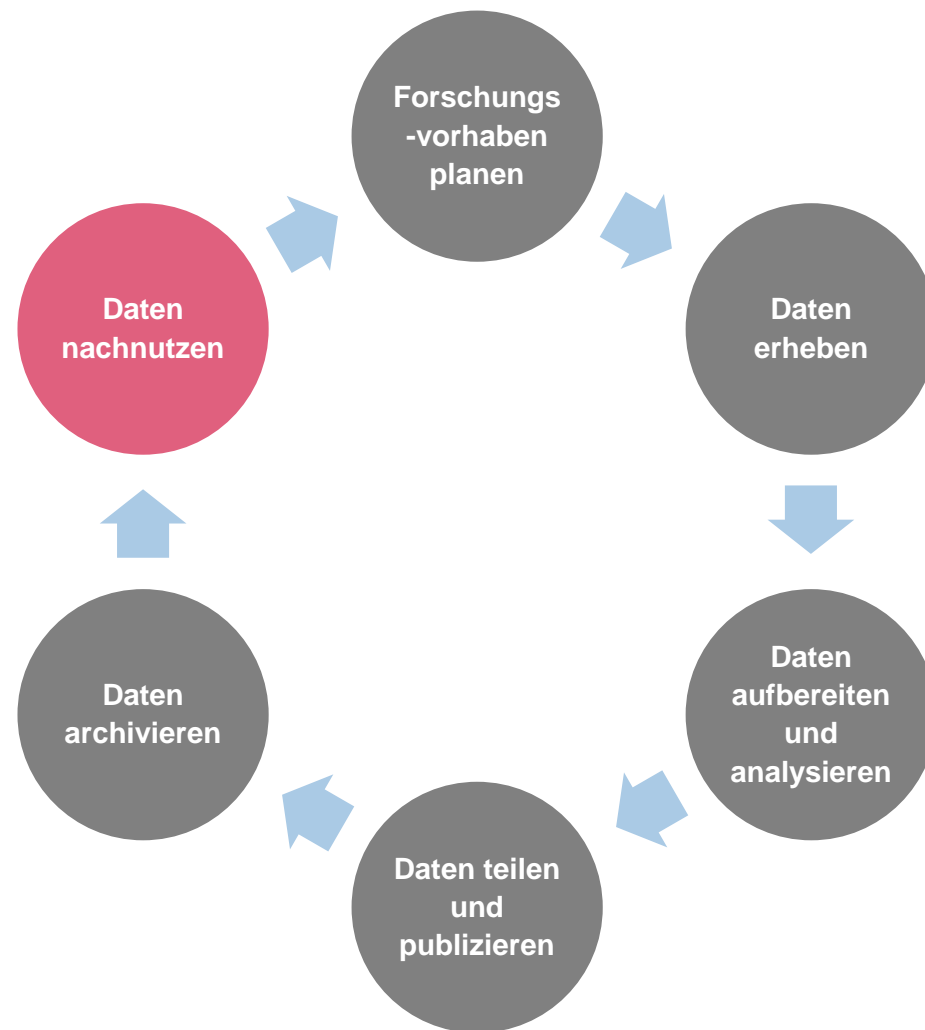 Forschungs
-vorhaben
planen
Daten
erheben
Daten
aufbereiten
und
analysieren
Daten teilen
und
publizieren
Daten
archivieren
Daten
nachnutzen